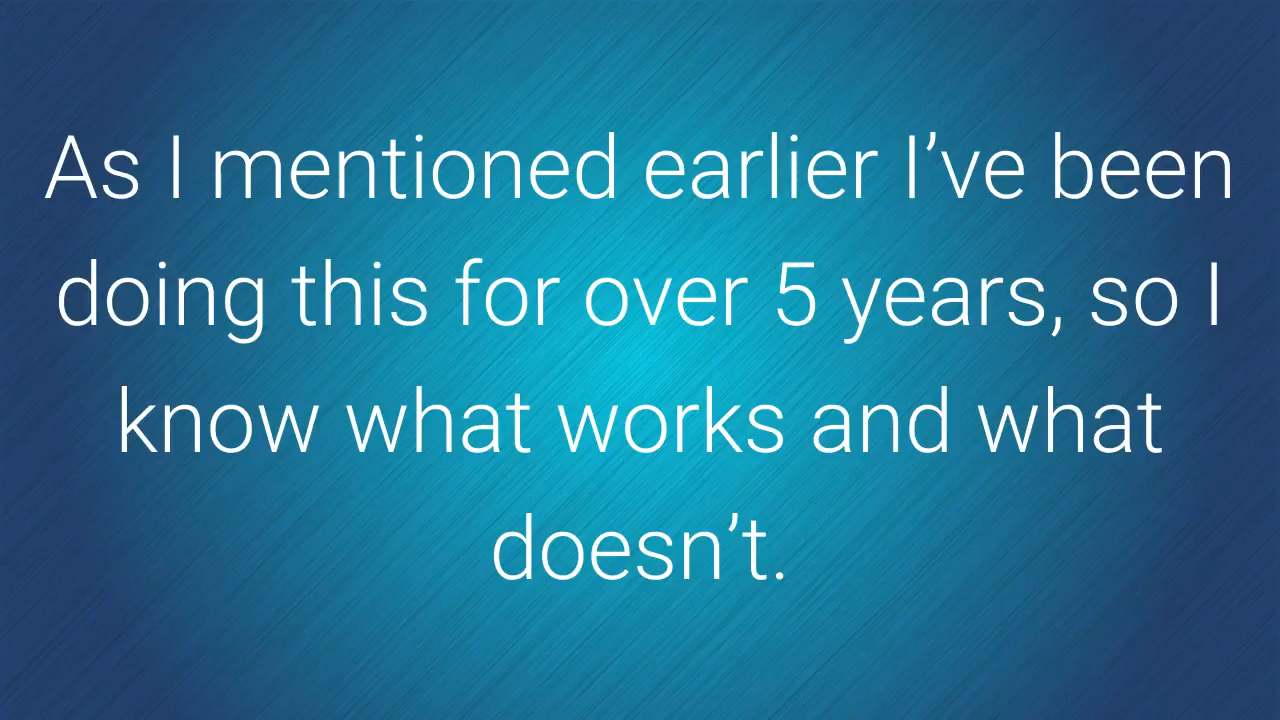 As I mentioned earlier I’ve been
doing this for over 5 years, so I
know what works and what
doesn’t.